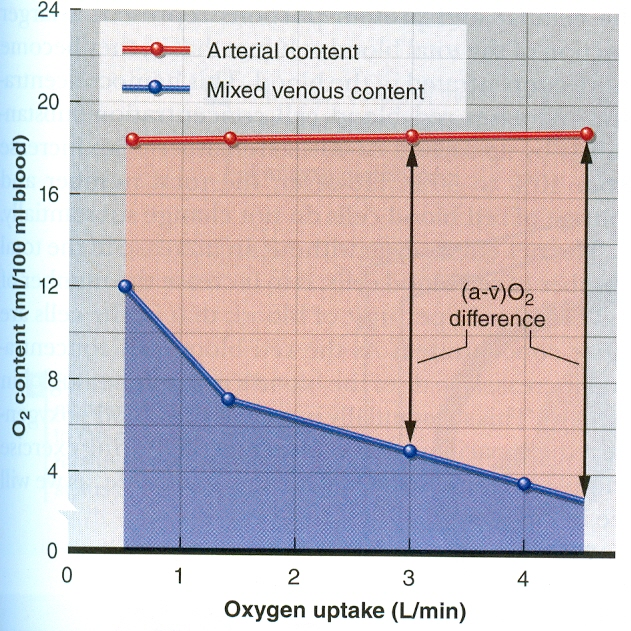 24
20
16
12
8
4
0
O₂ content (ml/100 ml blood)
Arterial content
Mixed venous content
(a-v̄)O₂
difference
0
1
2
3
4
Oxygen uptake (L/min)